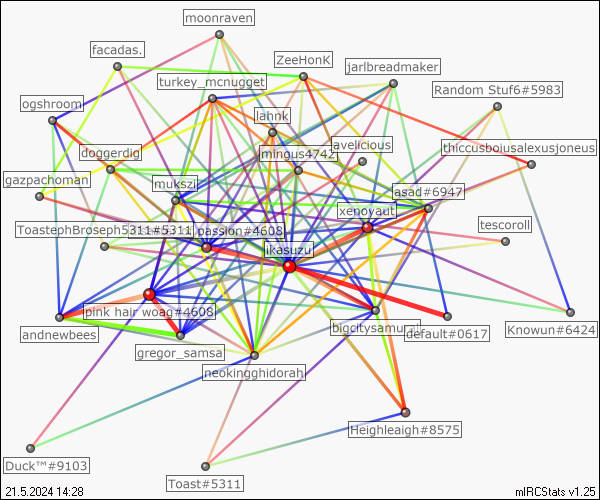 moonraven
facadas.
ZeeHonK
jarlbreadmaker
turkey_mcnugget
Random Stuf6#5983
ogshroom
lahnk
avelicious
thiccusboiusalexusjoneus
doggerdig
mingus4742
gazpachoman
mukszi
asad#6947
xenoyaut
tescoroll
ToastephBroseph5311#5311
passion#4608
ikasuzu
pink hair woag#4608
andnewbees
bigcitysamurai
default#0617
Knowun#6424
gregor_samsa
neokingghidorah
Heighleaigh#8575
Duck™#9103
Toast#5311
21.5.2024 14:28
mIRCStats v1.25